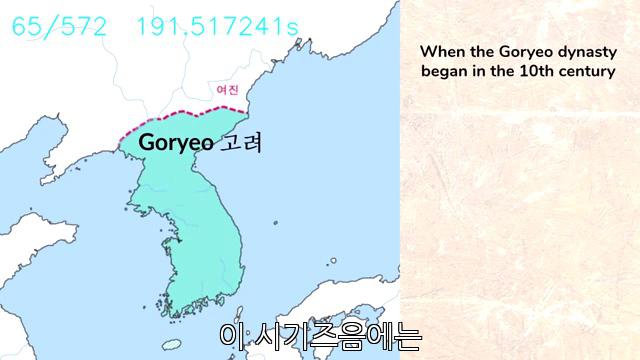 65/572 191.517241s
When the Goryeo dynasty
began in the 10th century
여진
Goryeo 고려
이 시기즈음에는